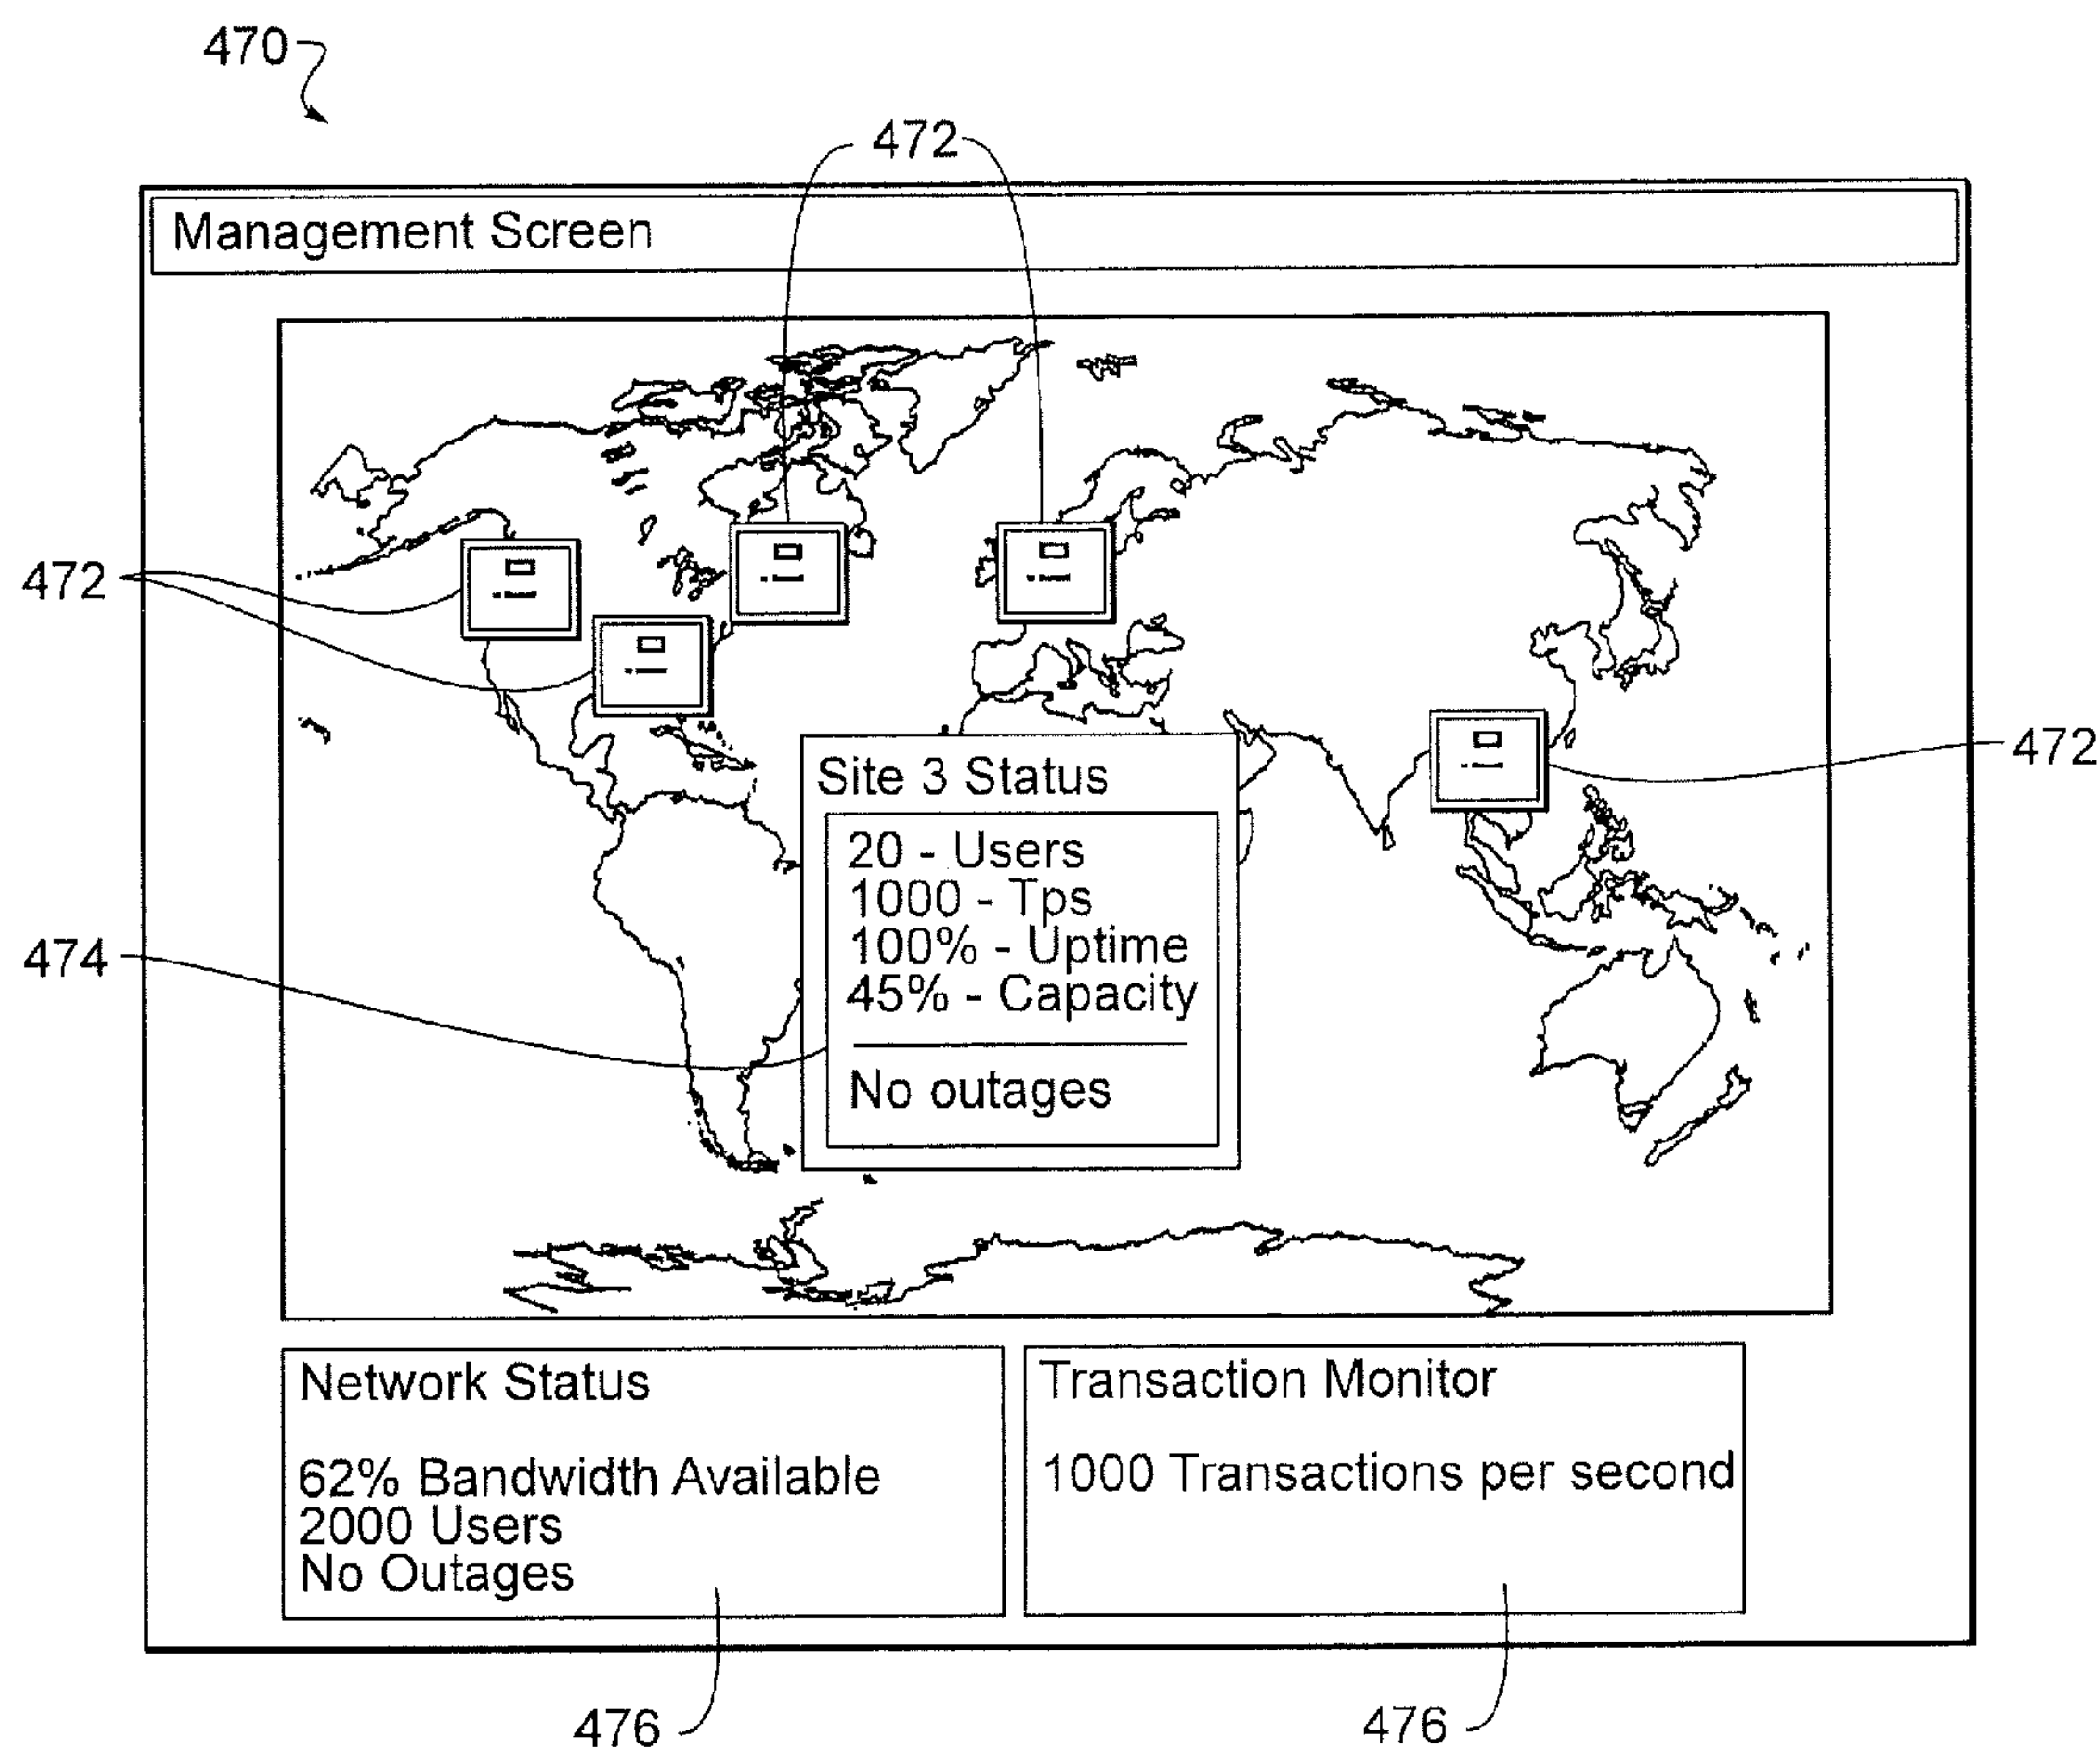 470
472
Management Screen
472
472
Site 3 Status
20 - Users
1000 - Tps
100% - Uptime
45% - Capacity
No outages
474
Network Status
62% Bandwidth Available
2000 Users
No Outages
Transaction Monitor
1000 Transactions per second
476
476